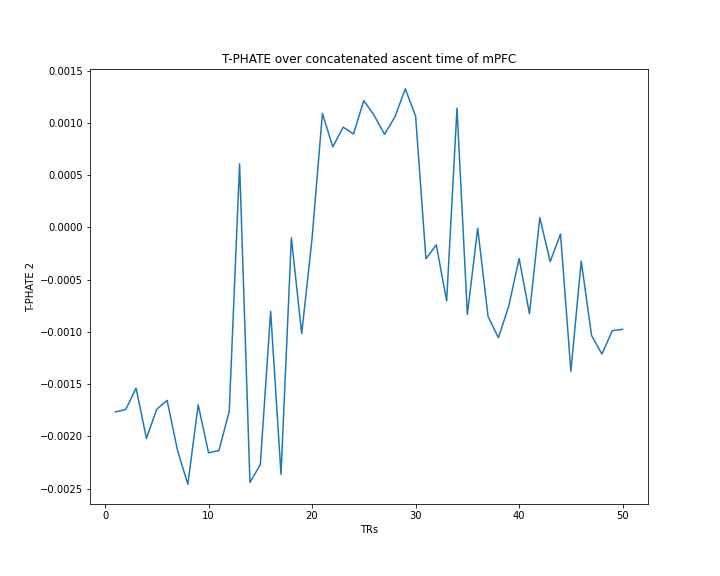 T-PHATE over concatenated ascent time of mPFC
0.0015
0.0010
0.0005
0.0000
−0.0005
−0.0010
−0.0015
−0.0020
−0.0025
T-PHATE 2
0 10 20 30 40 50
TRs